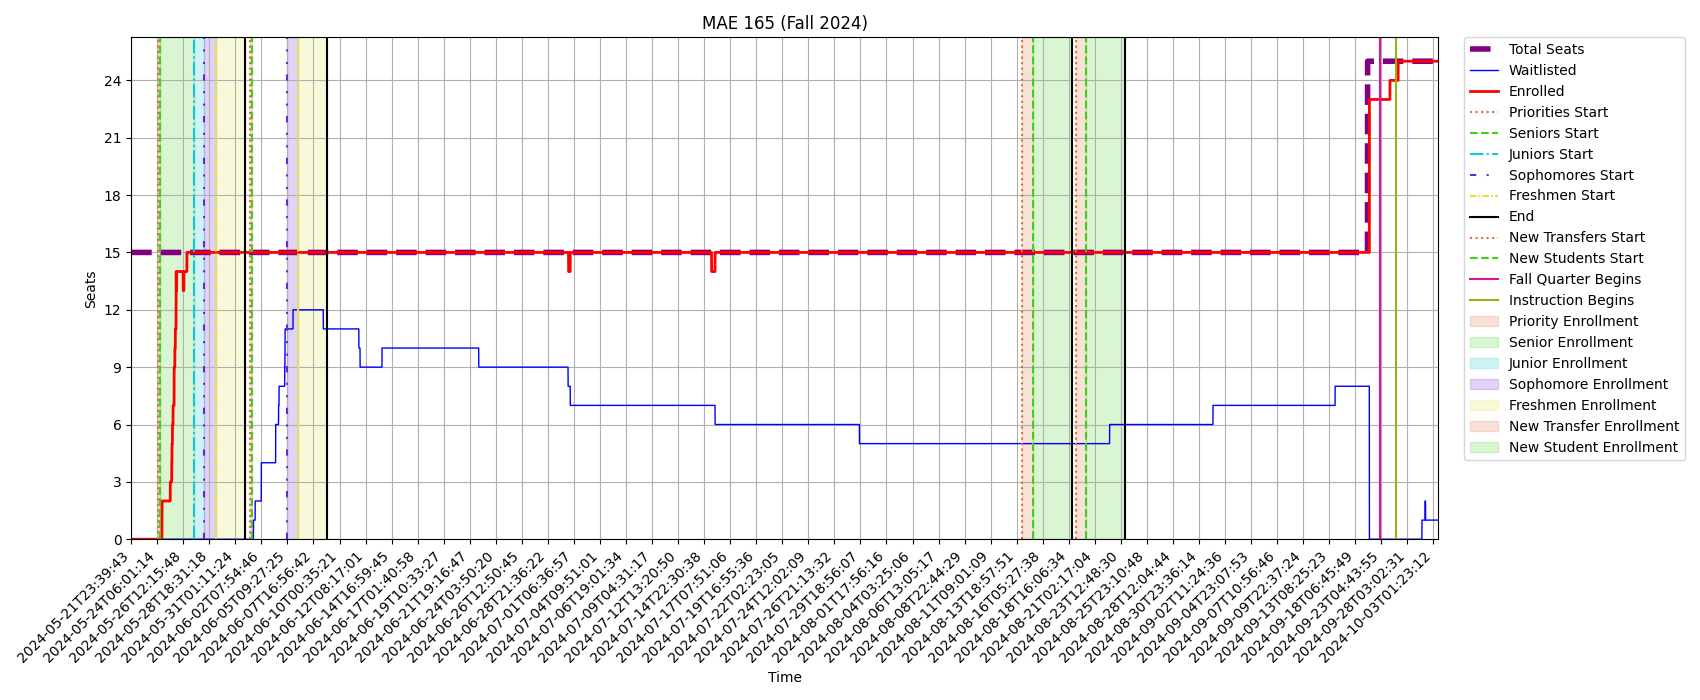 MAE 165 (Fall 2024)
Seats
24
21
18
15
12
9
6
3
0
2024-05-21T23:39:43
2024-05-24T06:01:14
2024-05-26T12:15:48
2024-05-28T18:31:18
2024-05-31T01:11:24
2024-06-02T07:54:46
2024-06-05T09:27:25
2024-06-07T16:56:42
2024-06-10T00:35:21
2024-06-12T08:17:01
2024-06-14T16:59:45
2024-06-17T01:40:58
2024-06-19T10:33:27
2024-06-21T19:16:47
2024-06-24T03:50:20
2024-06-26T12:50:45
2024-06-28T21:36:22
2024-07-01T06:36:57
2024-07-04T09:51:01
2024-07-06T19:01:34
2024-07-09T04:31:17
2024-07-12T13:20:50
2024-07-14T22:30:38
2024-07-17T07:51:06
2024-07-19T16:55:36
2024-07-22T02:23:05
2024-07-24T12:02:09
2024-07-26T21:13:32
2024-07-29T18:56:07
2024-08-01T17:56:16
2024-08-04T03:25:06
2024-08-06T13:05:17
2024-08-08T22:44:29
2024-08-11T09:01:09
2024-08-13T18:57:51
2024-08-16T05:27:38
2024-08-18T16:06:34
2024-08-21T02:17:04
2024-08-23T12:48:30
2024-08-25T23:10:48
2024-08-28T12:04:44
2024-08-30T23:36:14
2024-09-02T11:24:36
2024-09-04T23:07:53
2024-09-07T10:56:46
2024-09-09T22:37:24
2024-09-13T08:25:23
2024-09-18T06:45:49
2024-09-23T04:43:55
2024-09-28T03:02:31
2024-10-03T01:23:12
Time
Total Seats
Waitlisted
Enrolled
Priorities Start
Seniors Start
Juniors Start
Sophomores Start
Freshmen Start
End
New Transfers Start
New Students Start
Fall Quarter Begins
Instruction Begins
Priority Enrollment
Senior Enrollment
Junior Enrollment
Sophomore Enrollment
Freshmen Enrollment
New Transfer Enrollment
New Student Enrollment